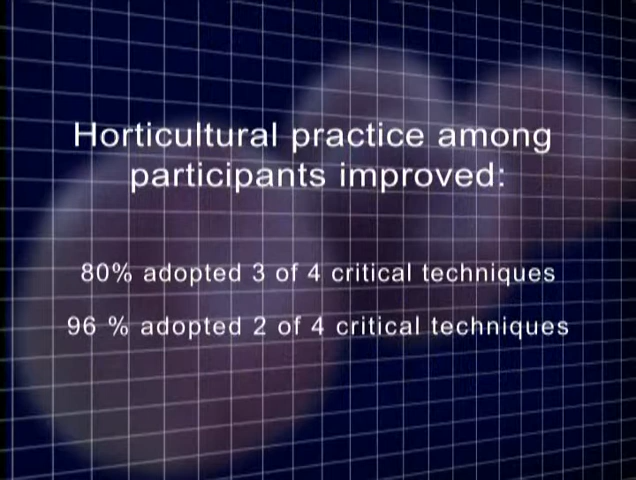 Horticultural practice among
participants improved:
80% adopted 3 of 4 critical techniques
96 % adopted 2 of 4 critical techniques